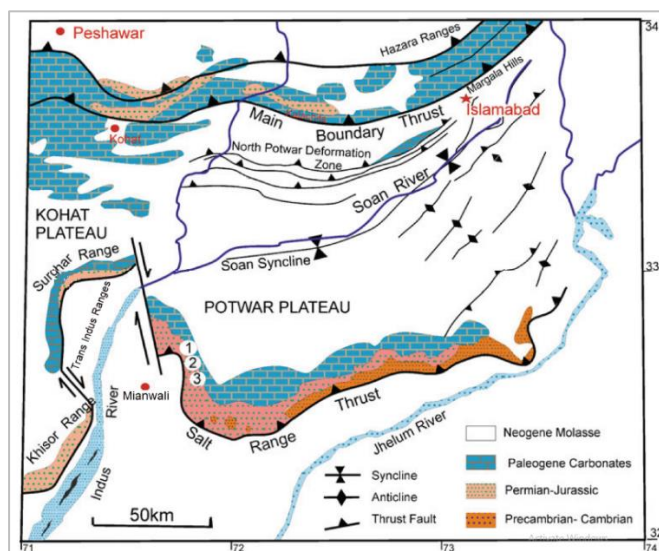 34
Peshawar
Hazara Ranges
Margala Hills
Islamabad
Main Boundary Thrust
Kohat
North Potwar Deformation
Zone
Soan River
KOHAT
PLATEAU
Surghar Range
Soan Syncline
33
Trans Indus Ranges
POTWAR PLATEAU
1
2
3
Mianwali
Khisor Range
Indus River
Salt Range Thrust
Jhelum River
Neogene Molasse
Paleogene Carbonates
Permian-Jurassic
Precambrian- Cambrian
Syncline
Anticline
Thrust Fault
50km
71
72
73
74
32